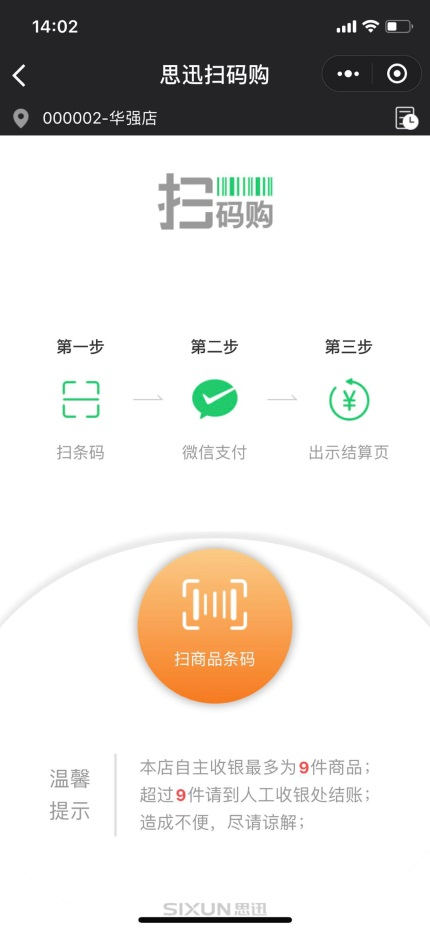 14:02
思迅扫码购
000002-华强店
扫码购
第一步 第二步 第三步
扫条码 微信支付 出示结算页
扫商品条码
温馨
提示
本店自主收银最多为9件商品；
超过9件请到人工收银处结账；
造成不便，尽请谅解；
SIXUN思迅